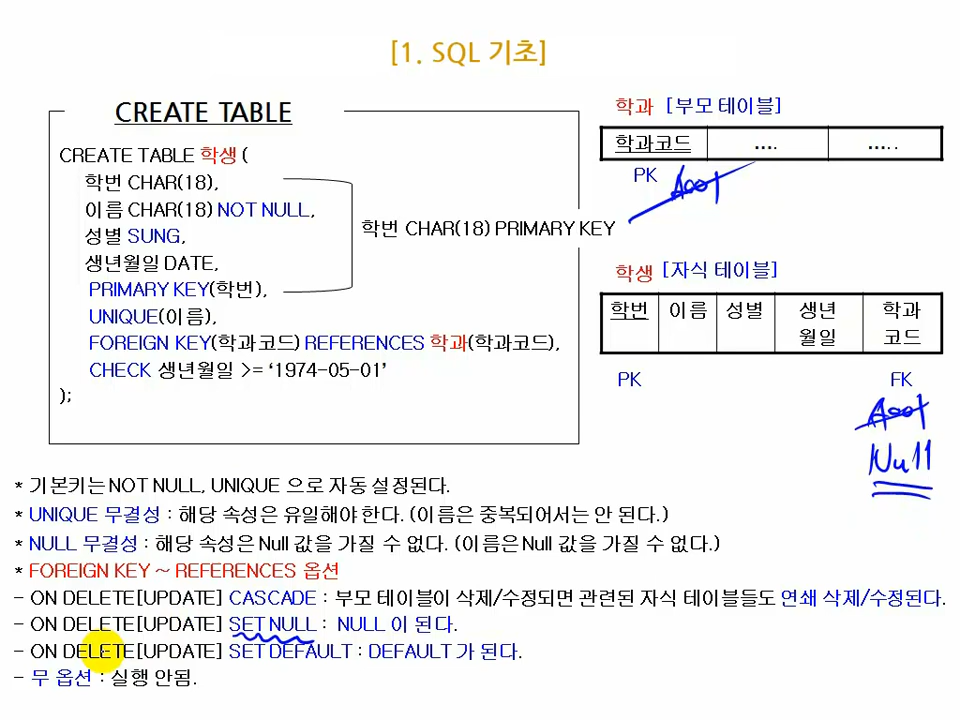 [1. SQL 기초]
CREATE TABLE
CREATE TABLE 학생 (
학번 CHAR(18),
이름 CHAR(18) NOT NULL,
성별 SUNG,
생년월일 DATE,
PRIMARY KEY(학번),
UNIQUE(이름),
FOREIGN KEY(학과코드) REFERENCES 학과(학과코드),
CHECK 생년월일 >= ‘1974-05-01’
);
학번 CHAR(18) PRIMARY KEY
학과 [부모 테이블]
학과코드 .... .....
PK
A001
학생 [자식 테이블]
학번 이름 성별 생년월일 학과코드
PK FK
A001
Null
* 기본키는 NOT NULL, UNIQUE 으로 자동 설정된다.
* UNIQUE 무결성 : 해당 속성은 유일해야 한다. (이름은 중복되어서는 안 된다.)
* NULL 무결성 : 해당 속성은 Null 값을 가질 수 없다. (이름은 Null 값을 가질 수 없다.)
* FOREIGN KEY ~ REFERENCES 옵션
- ON DELETE[UPDATE] CASCADE : 부모 테이블이 삭제/수정되면 관련된 자식 테이블들도 연쇄 삭제/수정된다.
- ON DELETE[UPDATE] SET NULL : NULL 이 된다.
- ON DELETE[UPDATE] SET DEFAULT : DEFAULT 가 된다.
- 무 옵션 : 실행 안됨.